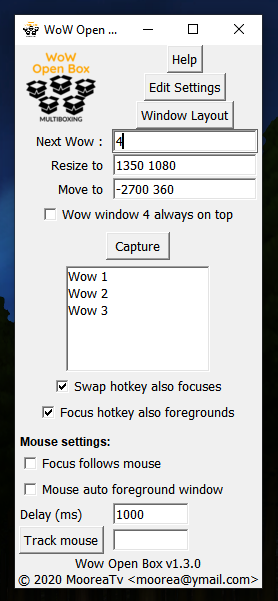 WoW Open ...
WoW
Open Box
MULTIBOXING
Help
Edit Settings
Window Layout
Next Wow : 4
Resize to 1350 1080
Move to -2700 360
Wow window 4 always on top
Capture
Wow 1
Wow 2
Wow 3
Swap hotkey also focuses
Focus hotkey also foregrounds
Mouse settings:
Focus follows mouse
Mouse auto foreground window
Delay (ms) 1000
Track mouse
Wow Open Box v1.3.0
© 2020 MooreaTv <moorea@ymail.com>